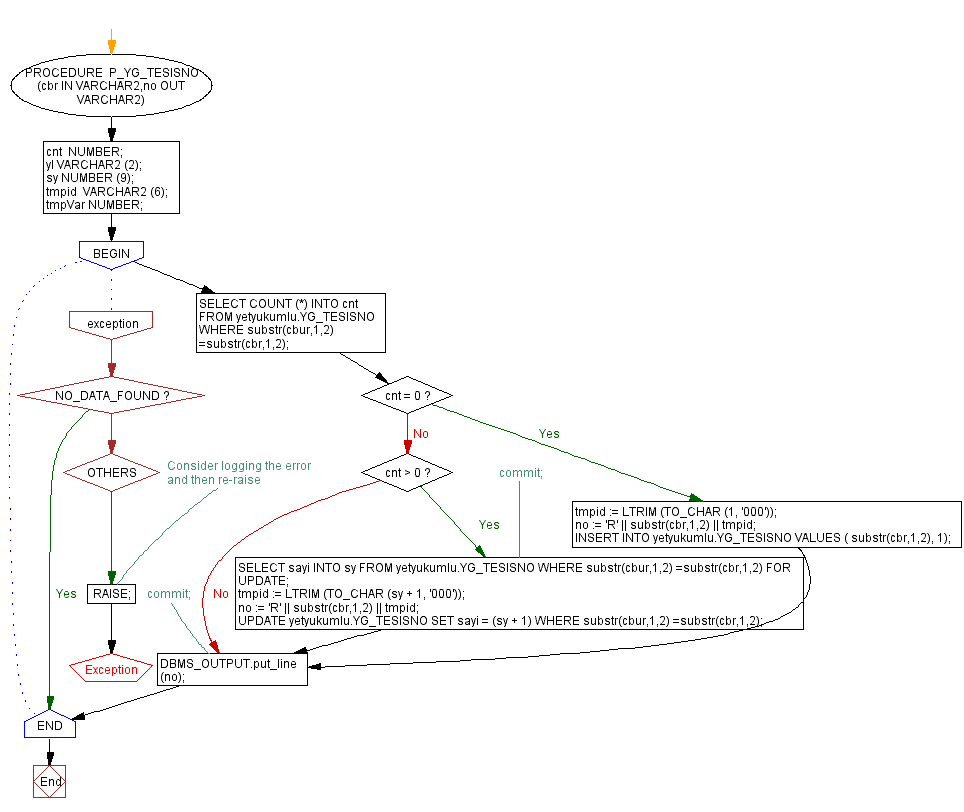 PROCEDURE P_YG_TESISNO
(cbr IN VARCHAR2,no OUT
VARCHAR2)
cnt NUMBER;
yl VARCHAR2 (2);
sy NUMBER (9);
tmpid VARCHAR2 (6);
tmpVar NUMBER;
BEGIN
SELECT COUNT (*) INTO cnt
FROM yetyukumlu.YG_TESISNO
WHERE substr(cbur,1,2)
=substr(cbr,1,2);
exception
NO_DATA_FOUND ?
cnt = 0 ?
No
Yes
OTHERS
Consider logging the error
and then re-raise
cnt > 0 ?
commit;
Yes
tmpid := LTRIM (TO_CHAR (1, '000'));
no := 'R' || substr(cbr,1,2) || tmpid;
INSERT INTO yetyukumlu.YG_TESISNO VALUES ( substr(cbr,1,2), 1);
SELECT sayi INTO sy FROM yetyukumlu.YG_TESISNO WHERE substr(cbur,1,2) =substr(cbr,1,2) FOR
UPDATE;
tmpid := LTRIM (TO_CHAR (sy + 1, '000'));
no := 'R' || substr(cbr,1,2) || tmpid;
UPDATE yetyukumlu.YG_TESISNO SET sayi = (sy + 1) WHERE substr(cbur,1,2) =substr(cbr,1,2);
Yes
RAISE;
commit;
No
Exception
DBMS_OUTPUT.put_line
(no);
END
End